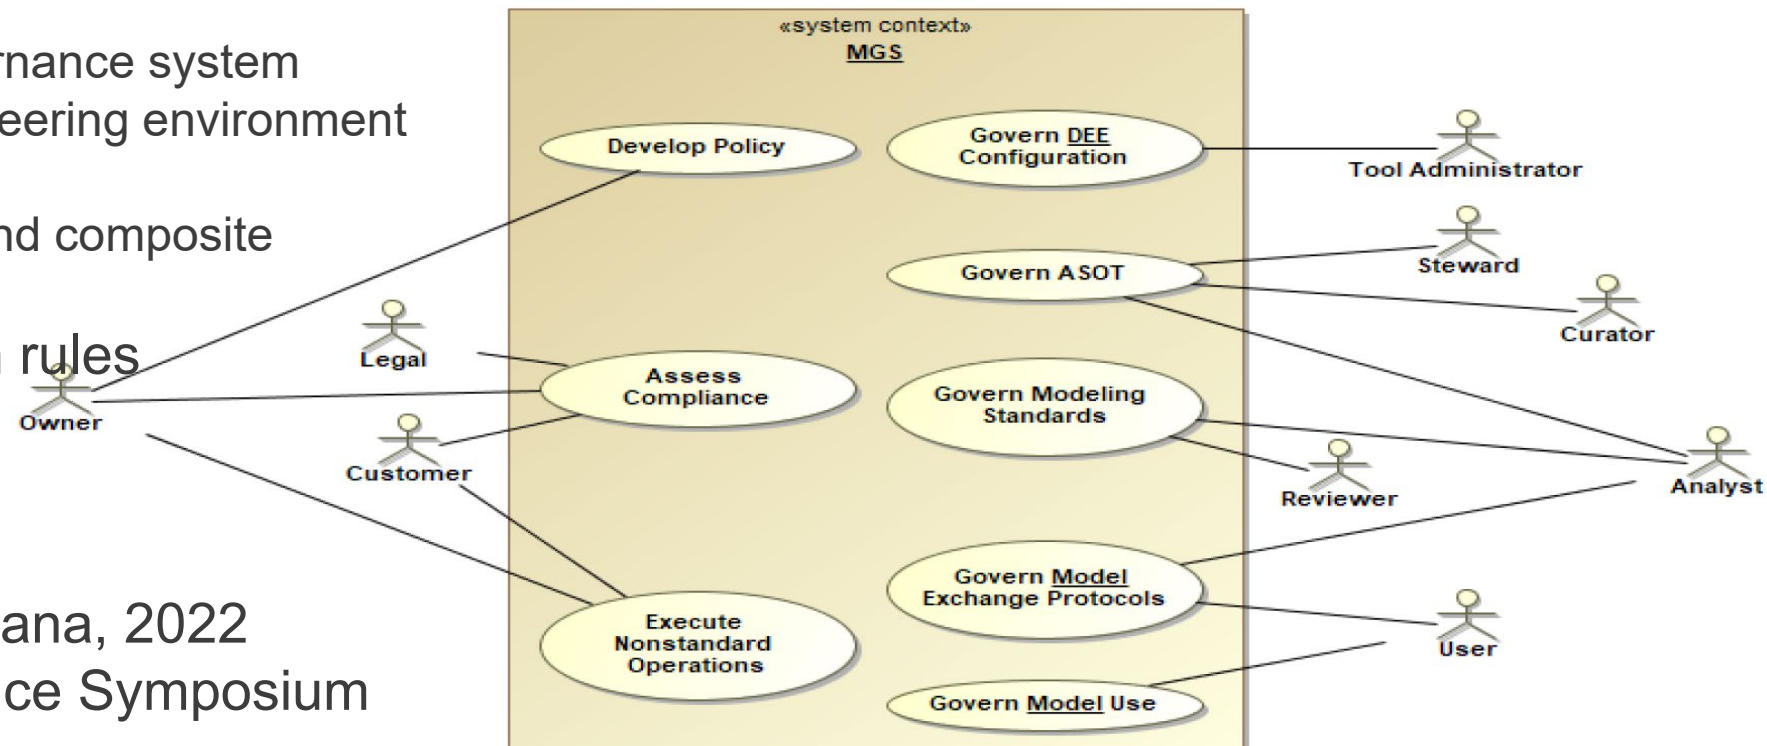 rnance system
eering environment
nd composite
rules
ana, 2022
ce Symposium
«system context»
MGS
Develop Policy
Govern DEE
Configuration
Tool Administrator
Steward
Govern ASOT
Curator
Legal
Assess
Compliance
Govern Modeling
Standards
Owner
Customer
Reviewer
Analyst
Govern Model
Exchange Protocols
Execute
Nonstandard
Operations
User
Govern Model Use